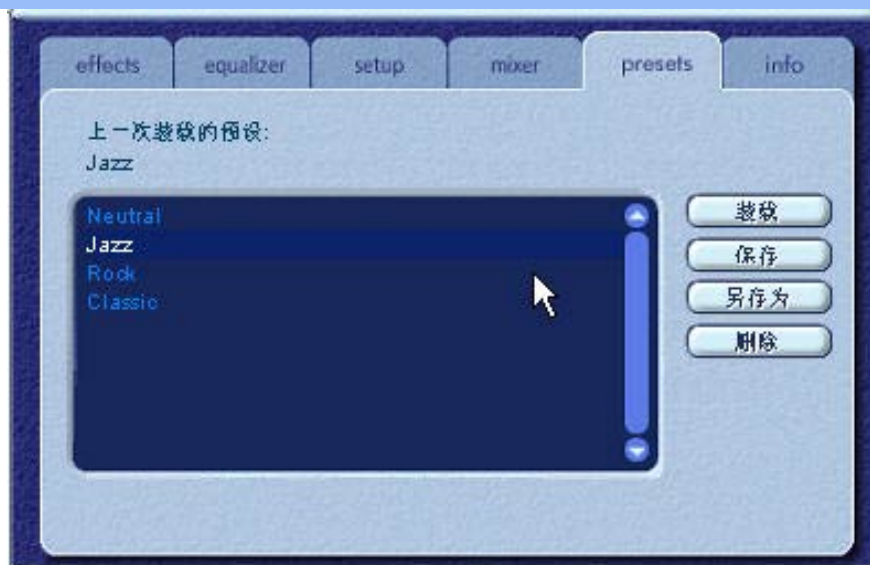 effects equalizer setup mixer presets info
上一次装载的预设:
Jazz
Neutral
Jazz
Rock
Classic
装载
保存
另存为
删除